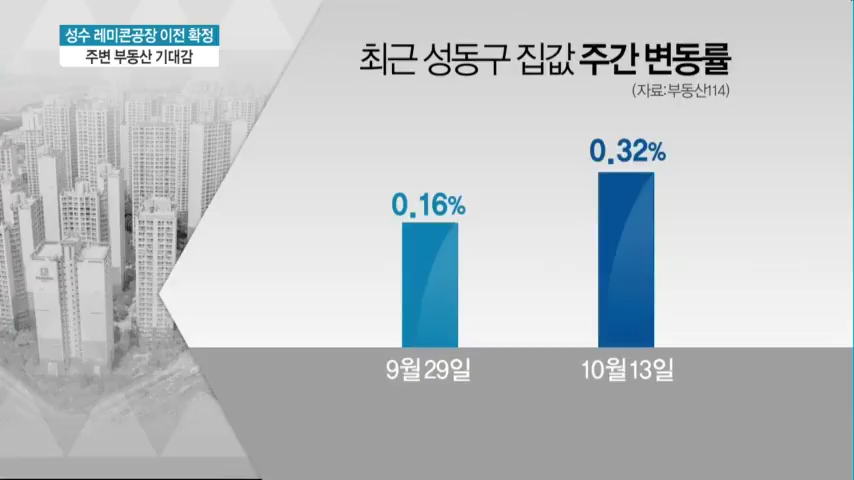 성수 레미콘공장 이전 확정
주변 부동산 기대감
최근 성동구 집값 주간 변동률
(자료:부동산114)
0.16%
0.32%
9월 29일
10월 13일